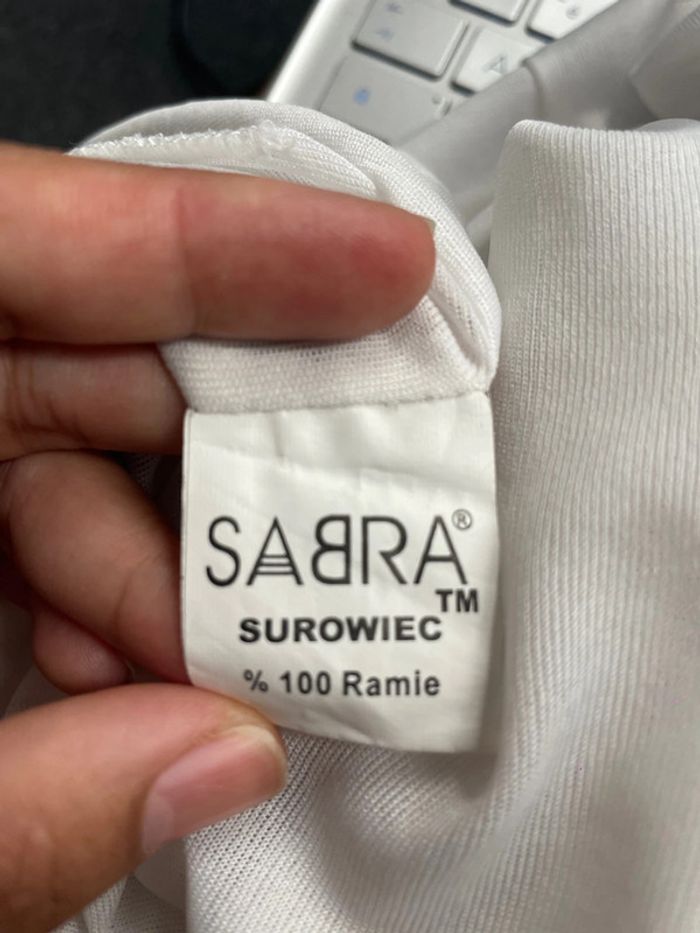 SABRA®
TM
SUROWIEC
% 100 Ramie